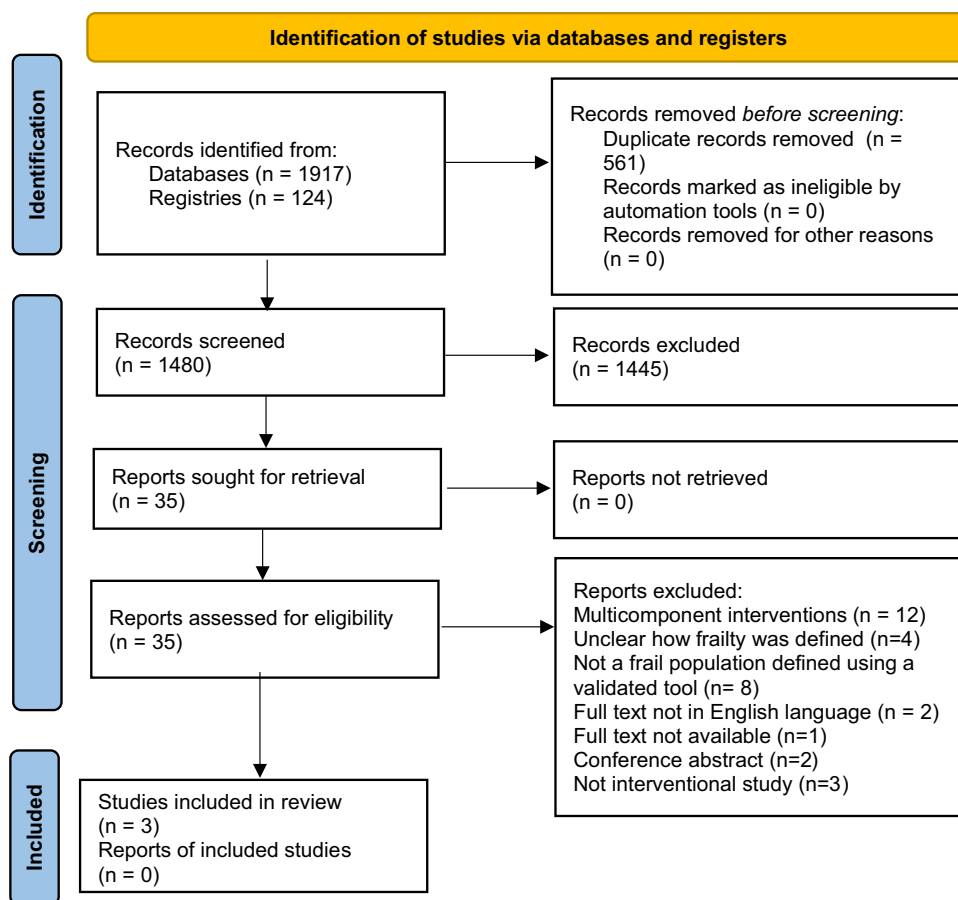 Identification of studies via databases and registers
Identification
Records identified from:
Databases (n = 1917)
Registries (n = 124)
Records removed before screening:
Duplicate records removed (n =
561)
Records marked as ineligible by
automation tools (n = 0)
Records removed for other reasons
(n = 0)
Screening
Records screened
(n = 1480)
Records excluded
(n = 1445)
Reports sought for retrieval
(n = 35)
Reports not retrieved
(n = 0)
Reports assessed for eligibility
(n = 35)
Reports excluded:
Multicomponent interventions (n = 12)
Unclear how frailty was defined (n=4)
Not a frail population defined using a
validated tool (n= 8)
Full text not in English language (n = 2)
Full text not available (n=1)
Conference abstract (n=2)
Not interventional study (n=3)
Included
Studies included in review
(n = 3)
Reports of included studies
(n = 0)